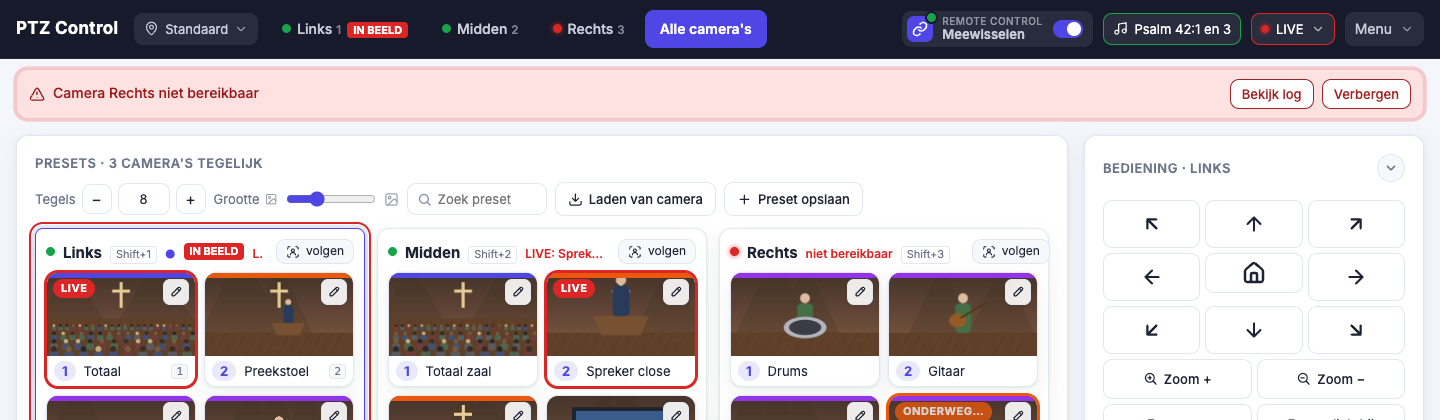 PTZ Control Standaard Links 1 IN BEELD Midden 2 Rechts 3 Alle camera's REMOTE CONTROL Meewisselen Psalm 42:1 en 3 LIVE Menu
Camera Rechts niet bereikbaar Bekijk log Verbergen
PRESETS · 3 CAMERA'S TEGELIJK
Tegels − 8 + Grootte Zoek preset Laden van camera + Preset opslaan
Links Shift+1 IN BEELD L. volgen
LIVE
1 Totaal 1
2 Preekstoel 2
Midden Shift+2 LIVE: Sprek... volgen
LIVE
1 Totaal zaal
2 Spreker close
Rechts niet bereikbaar Shift+3 volgen
1 Drums
2 Gitaar
ONDERWEG...
BEDIENING · LINKS
Zoom + Zoom −